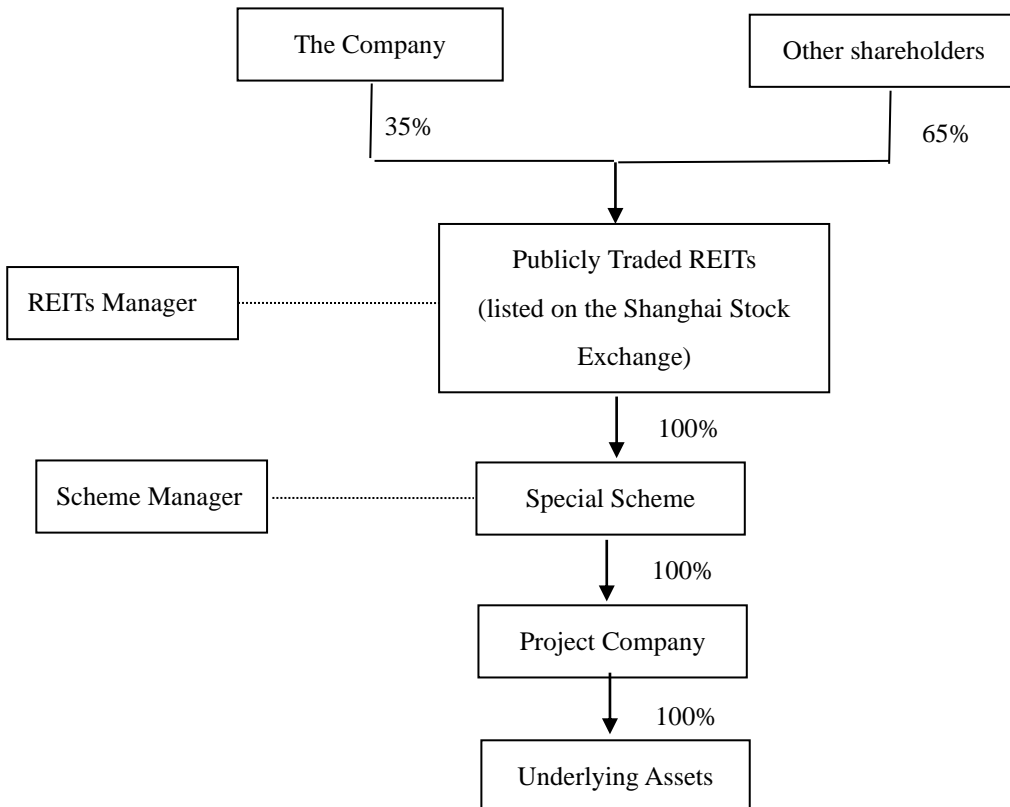 The Company
Other shareholders
35%
65%
Publicly Traded REITs
(listed on the Shanghai Stock
Exchange)
REITs Manager
100%
Scheme Manager
Special Scheme
100%
Project Company
100%
Underlying Assets